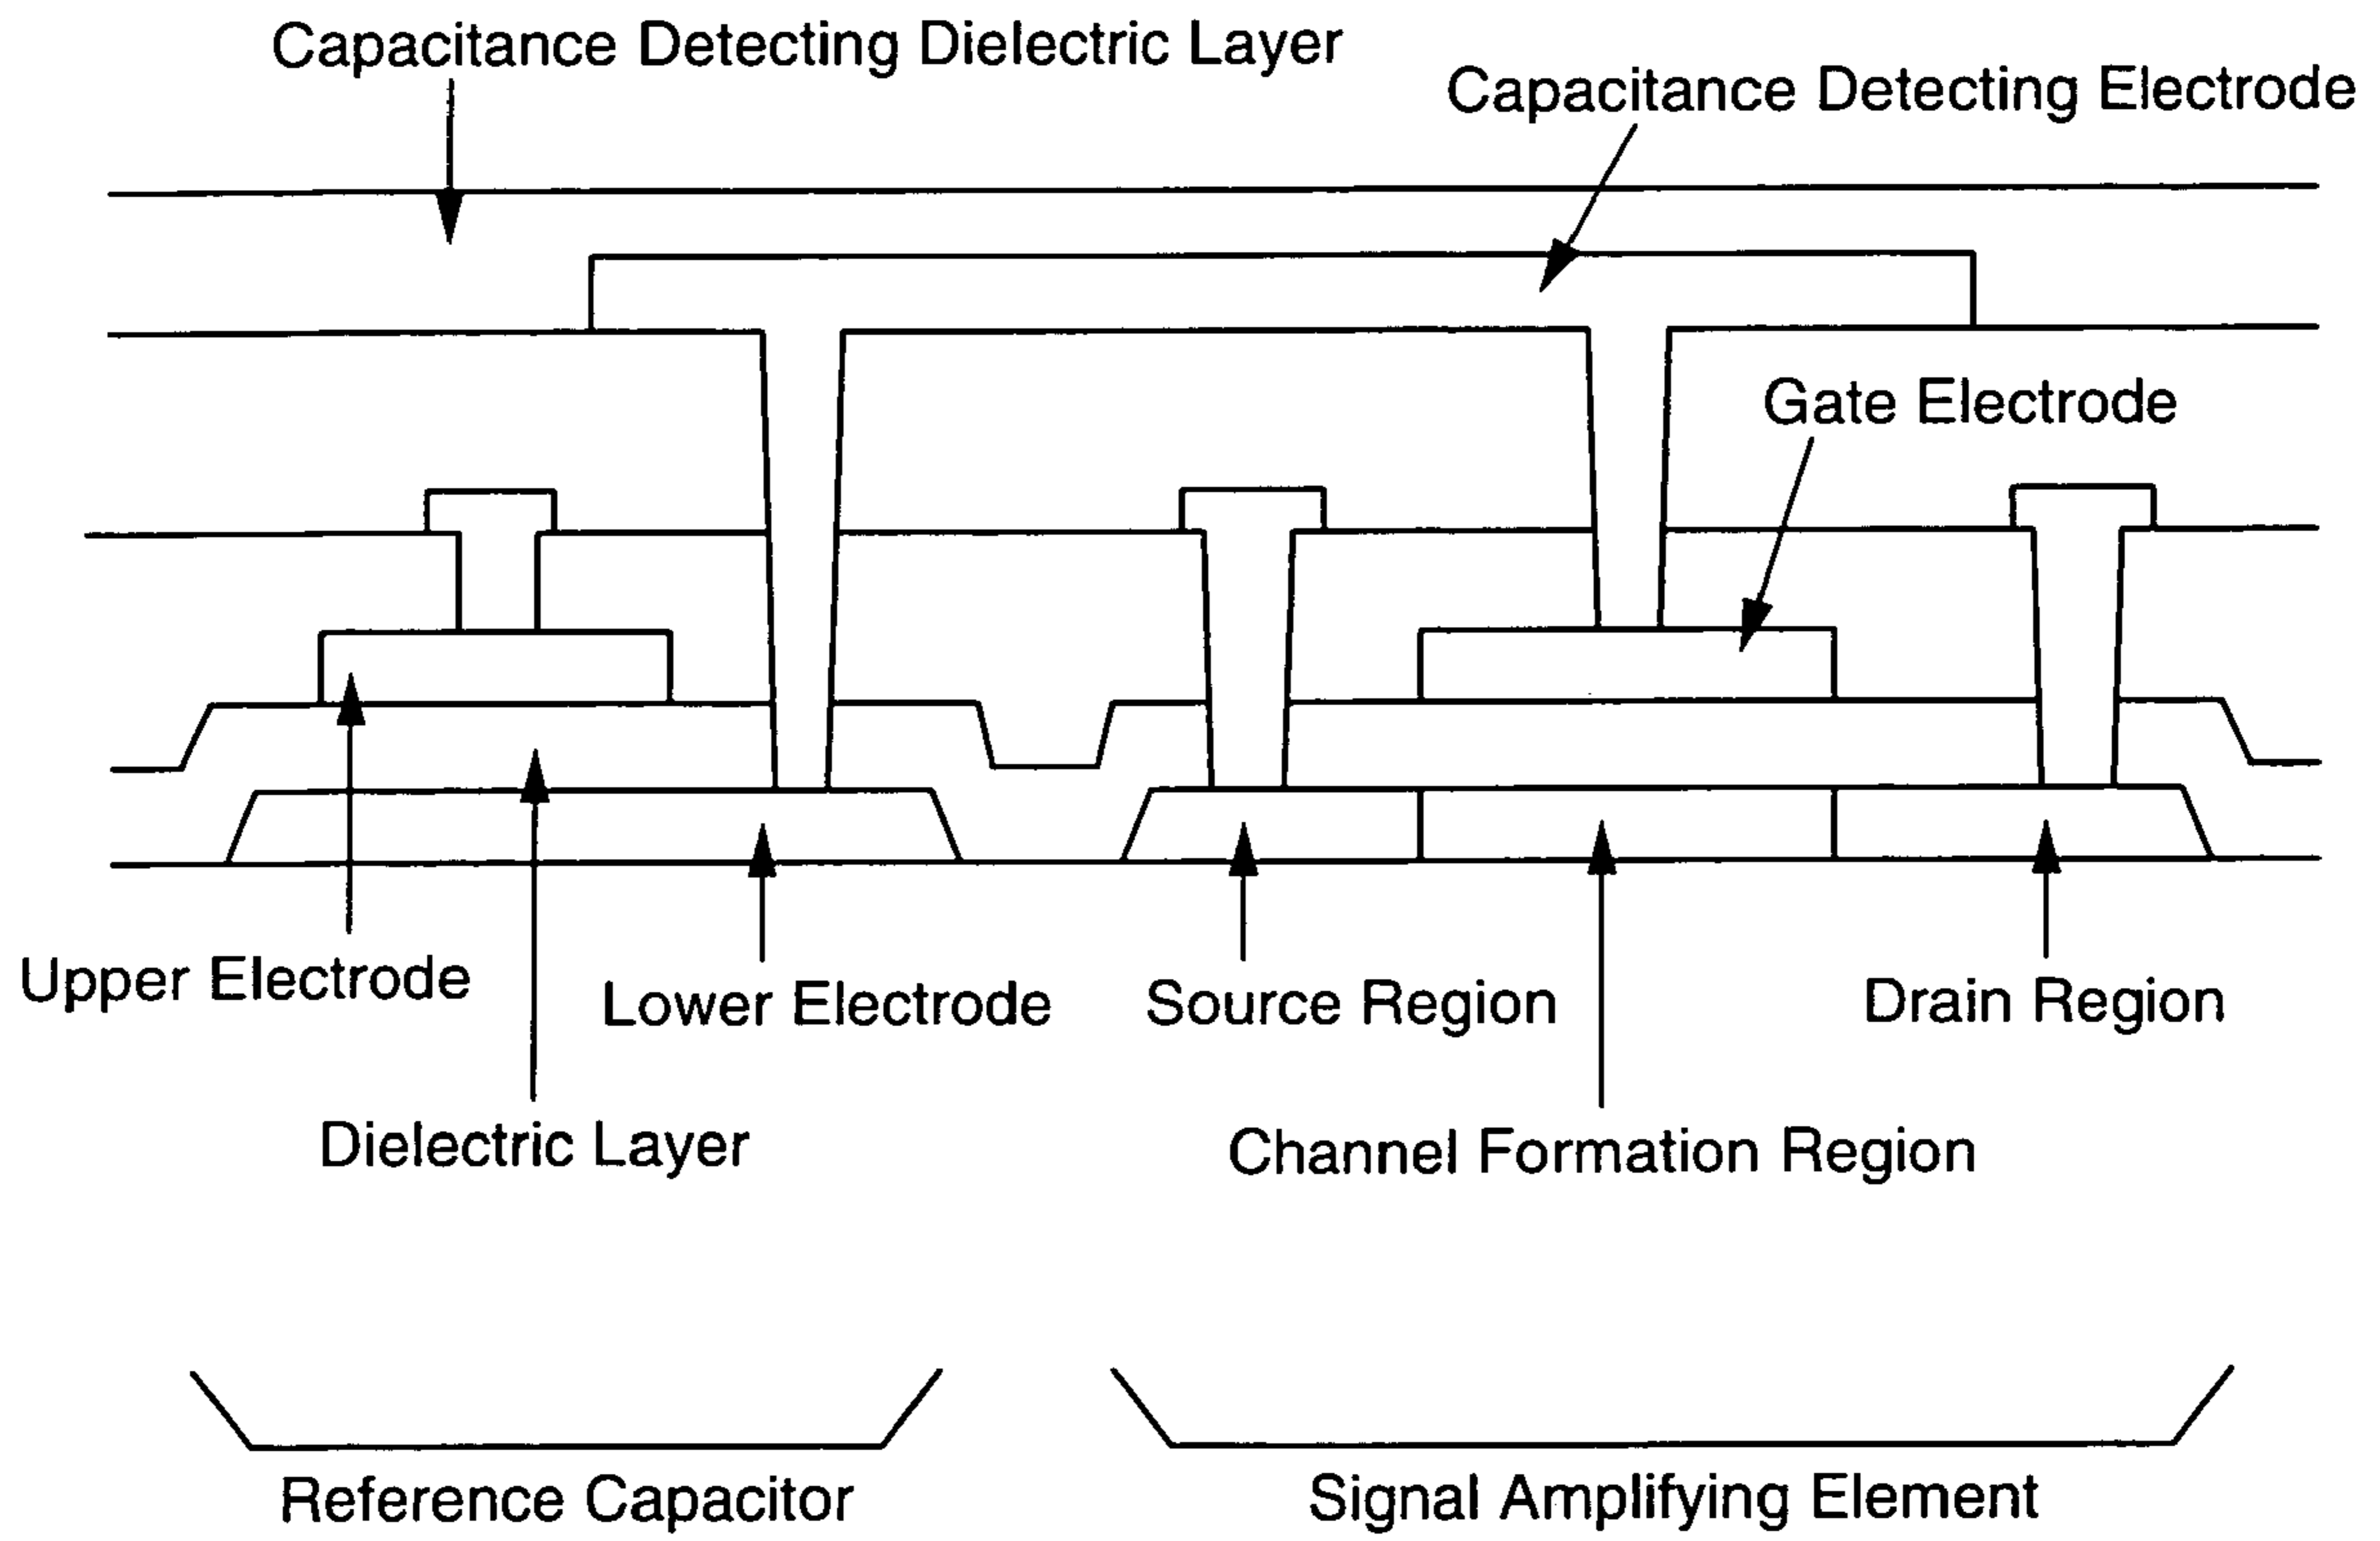 Capacitance Detecting Dielectric Layer
Capacitance Detecting Electrode
Gate Electrode
Upper Electrode
Lower Electrode
Source Region
Drain Region
Dielectric Layer
Channel Formation Region
Reference Capacitor
Signal Amplifying Element